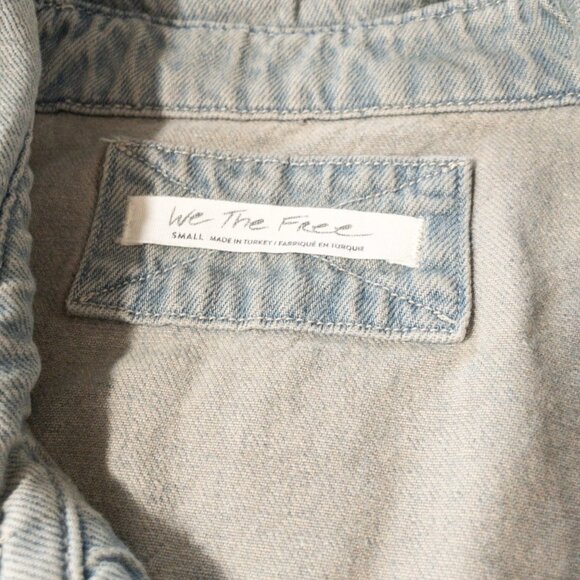 We The Free
SMALL MADE IN TURKEY / FABRIQUÉ EN TURQUIE